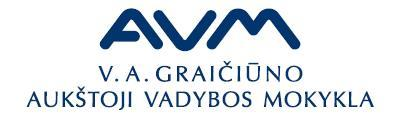 AVM
V. A. GRAIČIŪNO
AUKŠTOJI VADYBOS MOKYKLA